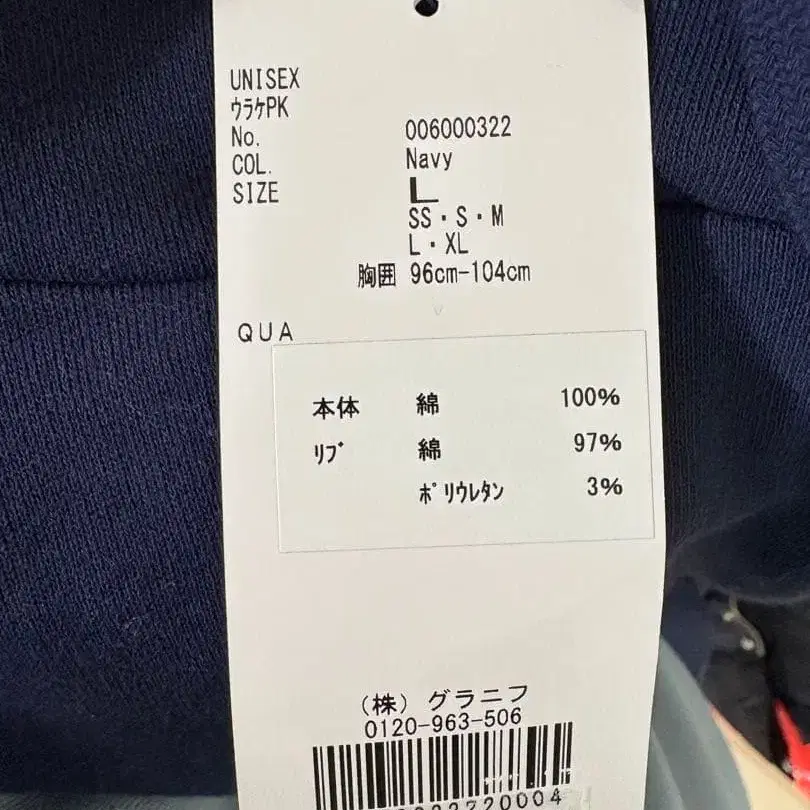 UNISEX
ウラケPK
No. 006000322
COL. Navy
SIZE L
SS・S・M
L・XL
胸囲 96cm-104cm
QUA
本体 綿 100%
リブ 綿 97%
ポリウレタン 3%
(株)グラニフ
0120-963-506